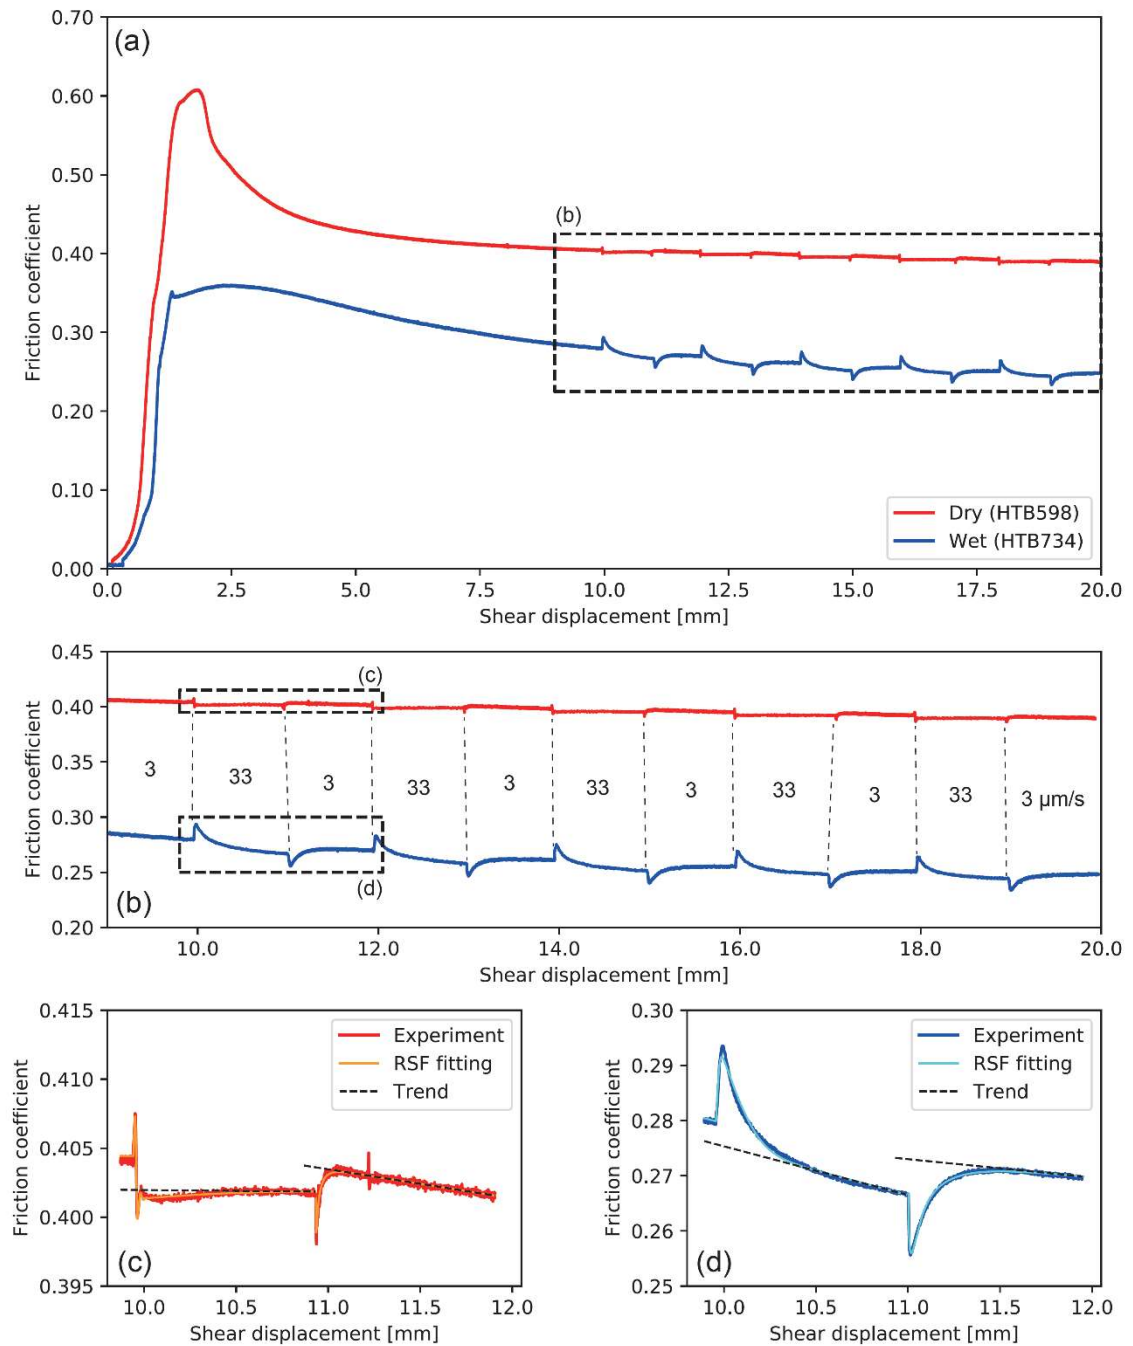 (a)
0.70
0.60
0.50
0.40
0.30
0.20
0.10
0.00
Friction coefficient
(b)
Dry (HTB598)
Wet (HTB734)
0.0 2.5 5.0 7.5 10.0 12.5 15.0 17.5 20.0
Shear displacement [mm]
0.45
0.40
0.35
0.30
0.25
0.20
Friction coefficient
(c)
3 33 3 33 3 33 3 33 3 33 3 μm/s
(d)
(b)
10.0 12.0 14.0 16.0 18.0 20.0
Shear displacement [mm]
0.415
0.410
0.405
0.400
0.395
Friction coefficient
Experiment
RSF fitting
Trend
(c)
10.0 10.5 11.0 11.5 12.0
Shear displacement [mm]
0.30
0.29
0.28
0.27
0.26
0.25
Friction coefficient
Experiment
RSF fitting
Trend
(d)
10.0 10.5 11.0 11.5 12.0
Shear displacement [mm]